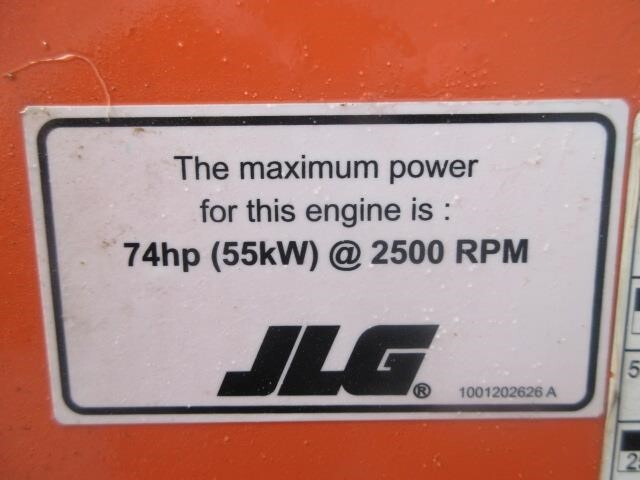 The maximum power
for this engine is :
74hp (55kW) @ 2500 RPM
JLG®
1001202626 A